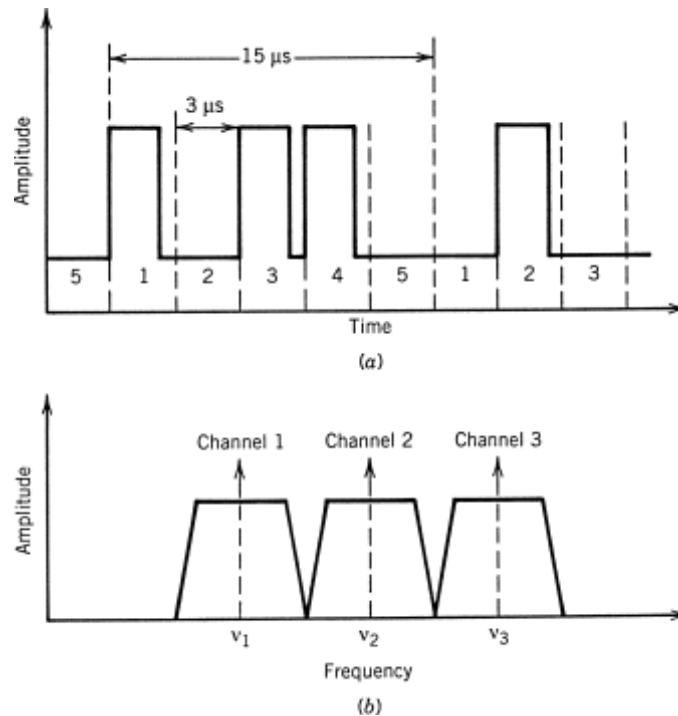 15 μs
3 μs
Amplitude
5 1 2 3 4 5 1 2 3
Time
(a)
Channel 1 Channel 2 Channel 3
Amplitude
ν1 ν2 ν3
Frequency
(b)